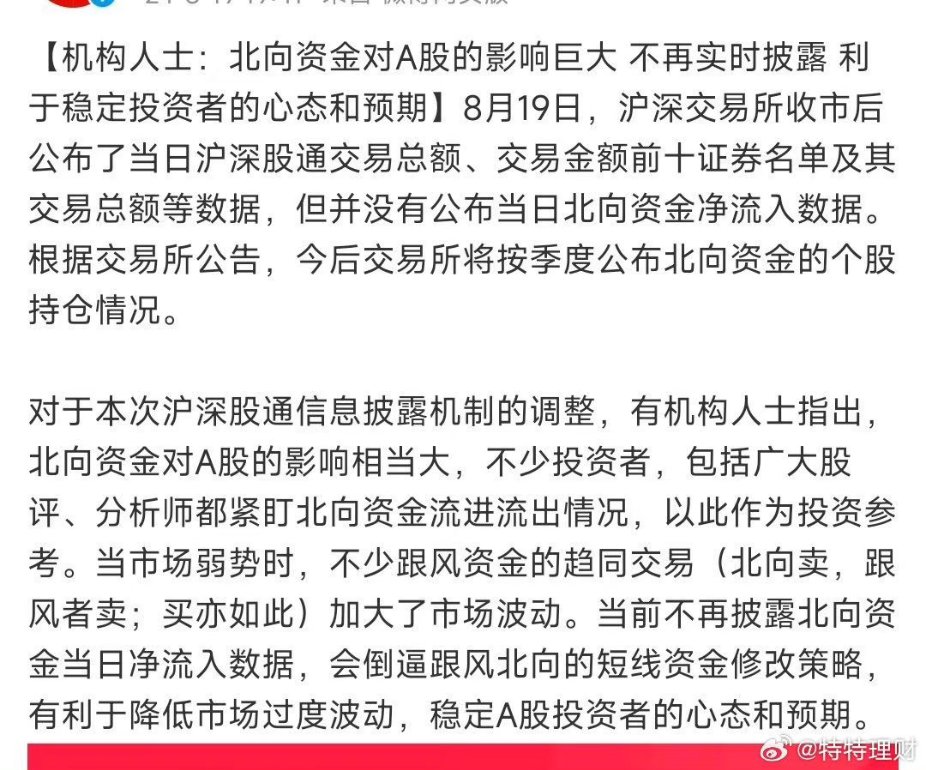 【机构人士：北向资金对A股的影响巨大 不再实时披露 利
于稳定投资者的心态和预期】8月19日，沪深交易所收市后
公布了当日沪深股通交易总额、交易金额前十证券名单及其
交易总额等数据，但并没有公布当日北向资金净流入数据。
根据交易所公告，今后交易所将按季度公布北向资金的个股
持仓情况。
对于本次沪深股通信息披露机制的调整，有机构人士指出，
北向资金对A股的影响相当大，不少投资者，包括广大股
评、分析师都紧盯北向资金流进流出情况，以此作为投资参
考。当市场弱势时，不少跟风资金的趋同交易（北向卖，跟
风者卖；买亦如此）加大了市场波动。当前不再披露北向资
金当日净流入数据，会倒逼跟风北向的短线资金修改策略，
有利于降低市场过度波动，稳定A股投资者的心态和预期。
@特特理财